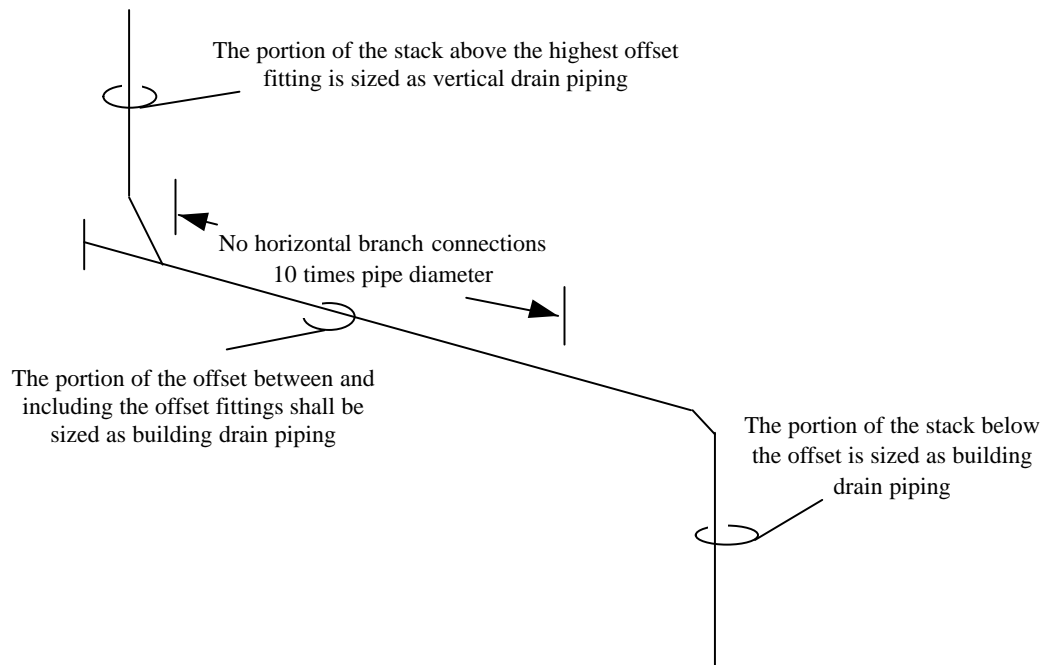 The portion of the stack above the highest offset
fitting is sized as vertical drain piping
No horizontal branch connections
10 times pipe diameter
The portion of the offset between and
including the offset fittings shall be
sized as building drain piping
The portion of the stack below
the offset is sized as building
drain piping